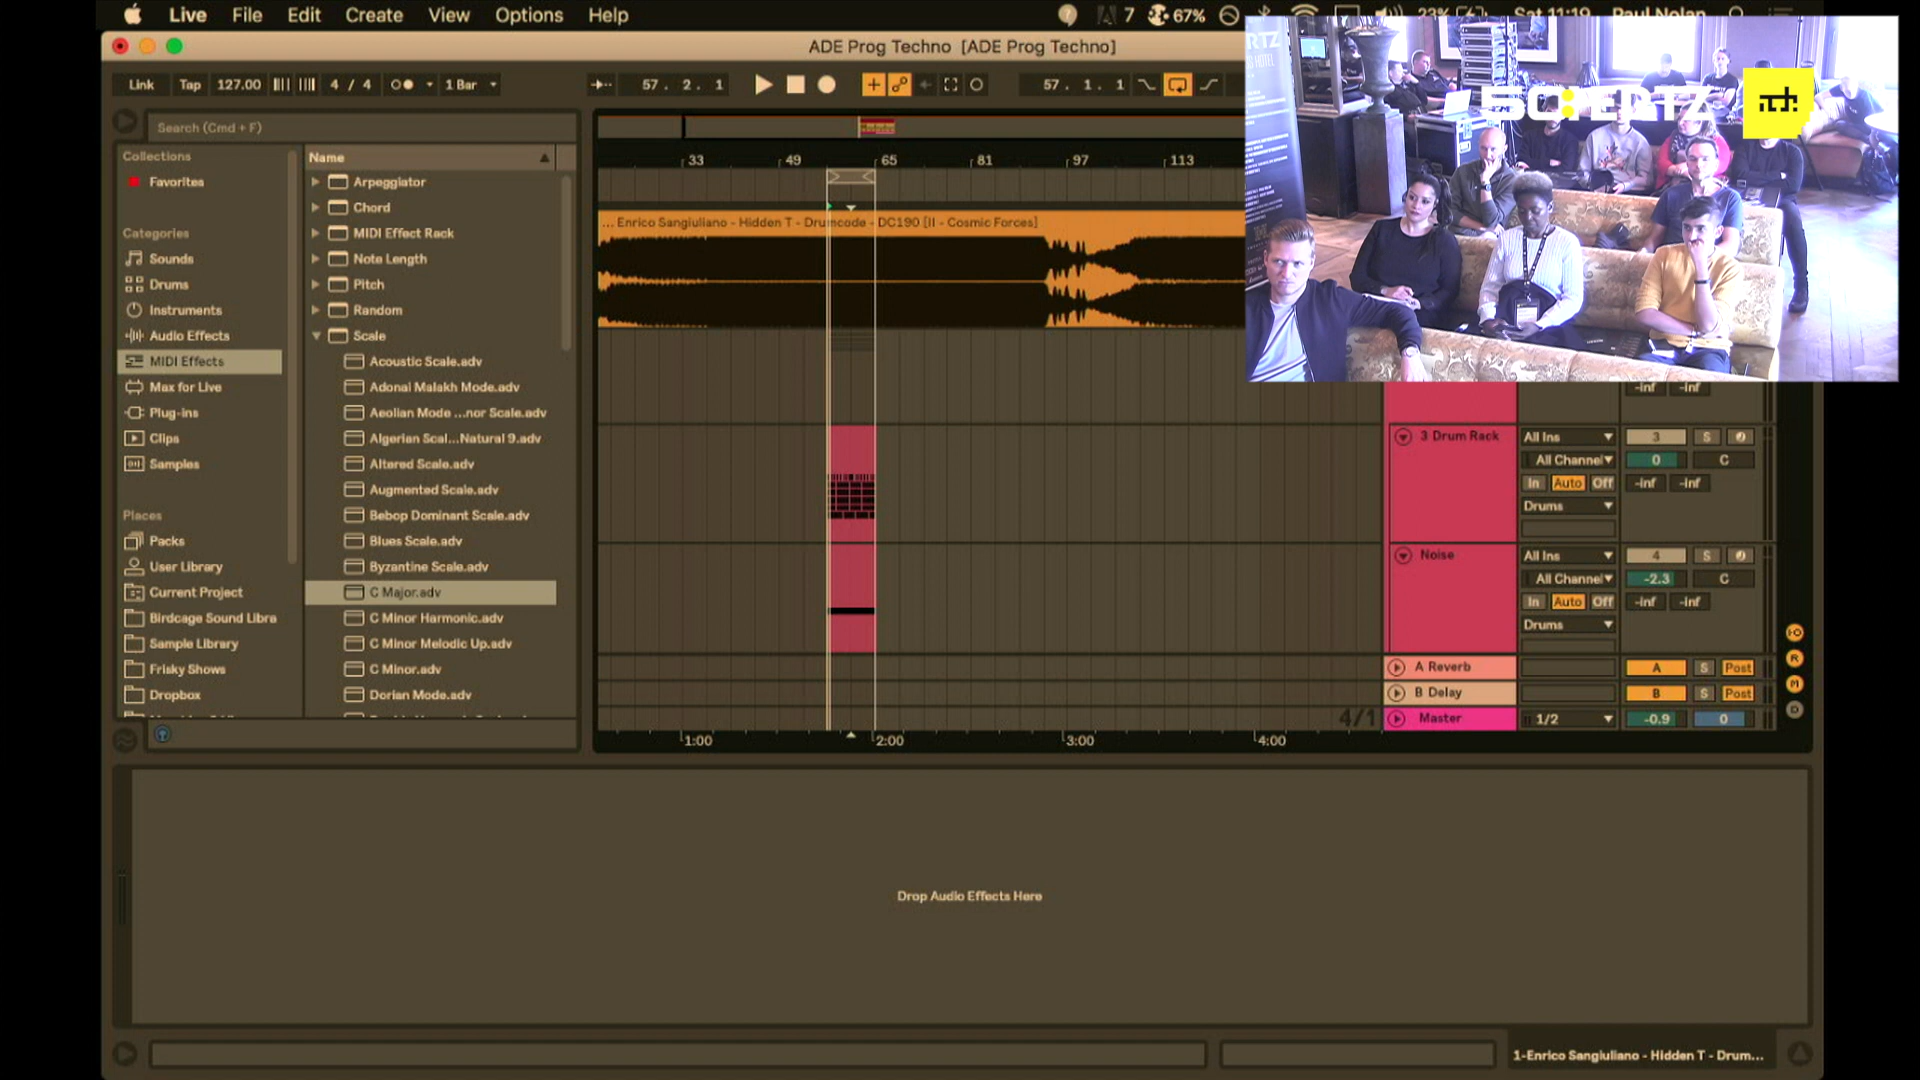 Live File Edit Create View Options Help
7 67% 23% Sat 11:19 Paul Nolan
ADE Prog Techno [ADE Prog Techno]
Link Tap 127.00 4 / 4 1 Bar 57. 2. 1 57. 1. 1
Search (Cmd + F)
Collections
Favorites
Categories
Sounds
Drums
Instruments
Audio Effects
MIDI Effects
Max for Live
Plug-ins
Clips
Samples
Places
Packs
User Library
Current Project
Birdcage Sound Libra
Sample Library
Frisky Shows
Dropbox
Name
Arpeggiator
Chord
MIDI Effect Rack
Note Length
Pitch
Random
Scale
Acoustic Scale.adv
Adonai Malakh Mode.adv
Aeolian Mode ...nor Scale.adv
Algerian Scal...Natural 9.adv
Altered Scale.adv
Augmented Scale.adv
Bebop Dominant Scale.adv
Blues Scale.adv
Byzantine Scale.adv
C Major.adv
C Minor Harmonic.adv
C Minor Melodic Up.adv
C Minor.adv
Dorian Mode.adv
33 49 65 81 97 113
... Enrico Sangiuliano - Hidden T - Drumcode - DC190 [II - Cosmic Forces]
HOTEL
-inf -inf
3 Drum Rack All Ins 3 S
All Channel 0 C
In Auto Off -inf -inf
Drums
Noise All Ins 4 S
All Channel -2.3 C
In Auto Off -inf -inf
Drums
A Reverb A S Post
B Delay B S Post
4/1 Master 1/2 -0.9 0
1:00 2:00 3:00 4:00
Drop Audio Effects Here
1-Enrico Sangiuliano - Hidden T - Drum...